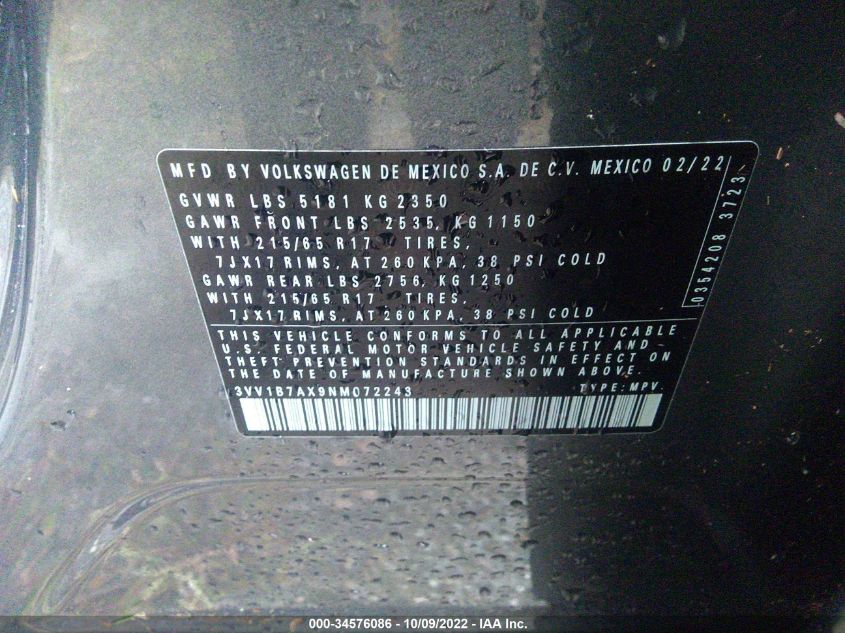 MFD BY VOLKSWAGEN DE MEXICO S.A. DE C.V. MEXICO 02/22
GVWR LBS 5181 KG 2350
GAWR FRONT LBS 2535, KG 1150
WITH 215/65 R17 TIRES,
7JX17 RIMS, AT 260 KPA, 38 PSI COLD
GAWR REAR LBS 2756, KG 1250
WITH 215/65 R17 TIRES,
7JX17 RIMS, AT 260 KPA, 38 PSI COLD
THIS VEHICLE CONFORMS TO ALL APPLICABLE
U.S. FEDERAL MOTOR VEHICLE SAFETY AND
THEFT PREVENTION STANDARDS IN EFFECT ON
THE DATE OF MANUFACTURE SHOWN ABOVE.
3VV1B7AX9NM072243 TYPE: MPV
0354208 3723
000-34576086 - 10/09/2022 - IAA Inc.